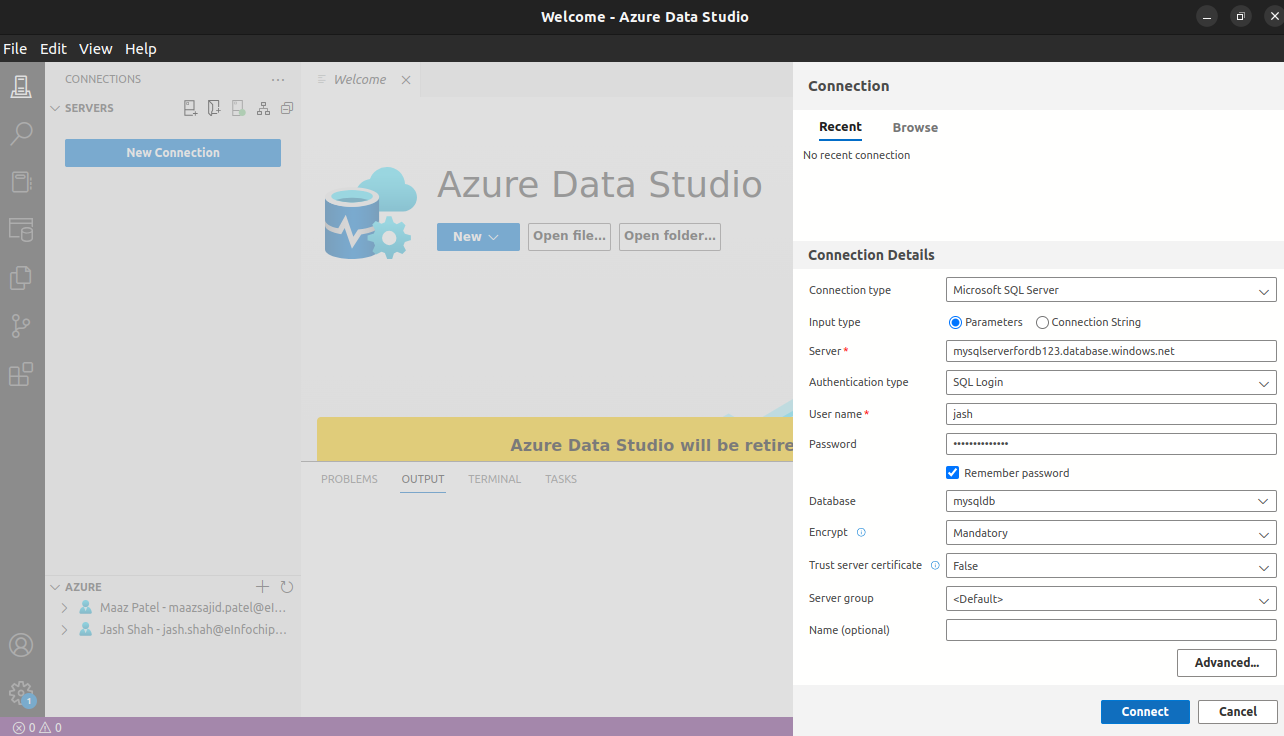 Welcome - Azure Data Studio
File Edit View Help
CONNECTIONS
SERVERS
New Connection
Welcome
Azure Data Studio
New
Open file...
Open folder...
Azure Data Studio will be retire
PROBLEMS OUTPUT TERMINAL TASKS
AZURE
Maaz Patel - maazsajid.patel@eI...
Jash Shah - jash.shah@eInfochip...
1
0 0
Connection
Recent Browse
No recent connection
Connection Details
Connection type Microsoft SQL Server
Input type Parameters Connection String
Server* mysqlserverfordb123.database.windows.net
Authentication type SQL Login
User name* jash
Password ••••••••••••••
Remember password
Database mysqldb
Encrypt Mandatory
Trust server certificate False
Server group <Default>
Name (optional)
Advanced...
Connect Cancel